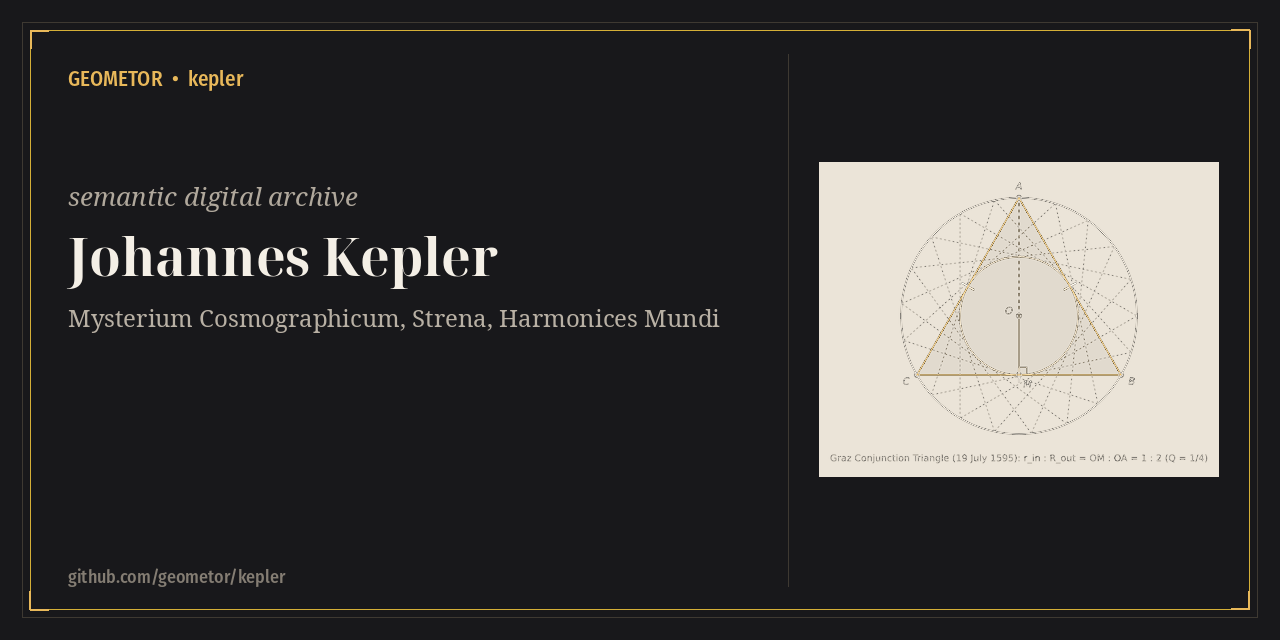 GEOMETOR • kepler
semantic digital archive
Johannes Kepler
Mysterium Cosmographicum, Strena, Harmonices Mundi
A
O
C
M
B
Graz Conjunction Triangle (19 July 1595): r_in : R_out = OM : OA = 1 : 2 (Q = 1/4)
github.com/geometor/kepler